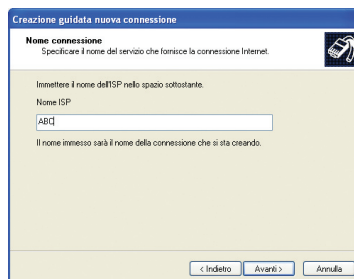 Creazione guidata nuova connessione
Nome connessione
Specificare il nome del servizio che fornisce la connessione Internet.
Immettere il nome dell'ISP nello spazio sottostante.
Nome ISP
ABC
Il nome immesso sarà il nome della connessione che si sta creando.
< Indietro
Avanti >
Annulla